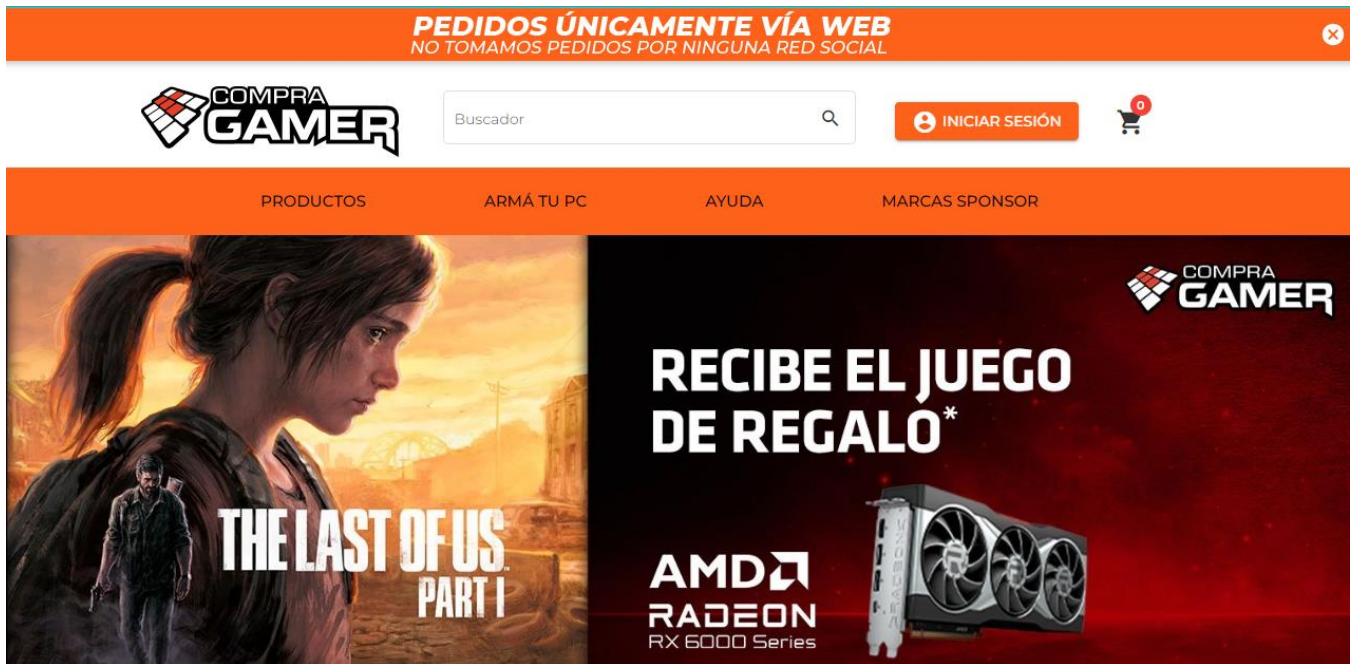 PEDIDOS ÚNICAMENTE VÍA WEB
NO TOMAMOS PEDIDOS POR NINGUNA RED SOCIAL
COMPRA
GAMER
Buscador
INICIAR SESIÓN
0
PRODUCTOS
ARMÁ TU PC
AYUDA
MARCAS SPONSOR
THE LAST OF US
PART I
COMPRA
GAMER
RECIBE EL JUEGO
DE REGALO*
AMD
RADEON
RX 6000 Series
RADEON